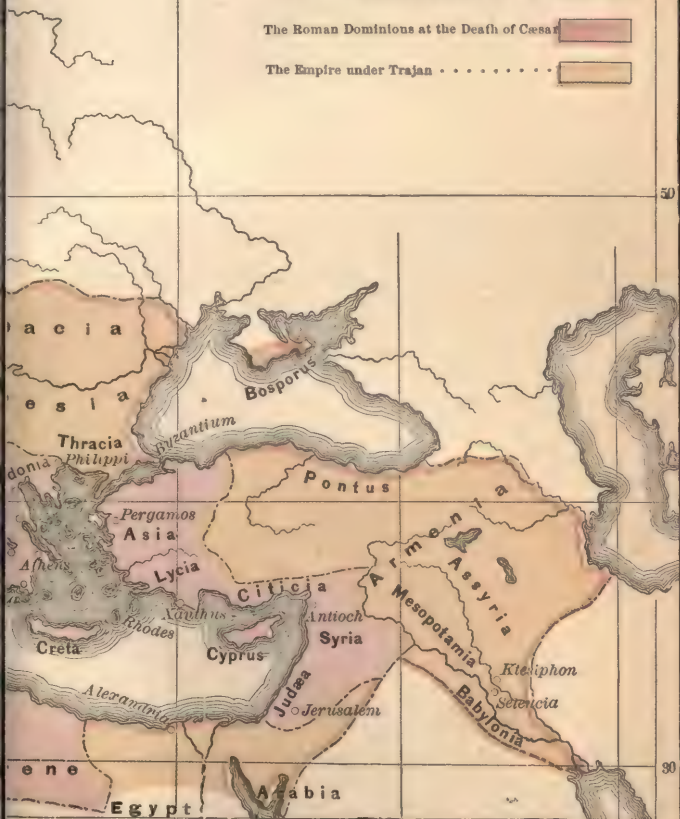 The Roman Dominions at the Death of Cæsar
The Empire under Trajan
50
acia
esia
Bosporus
Byzantium
Thracia
donia
Philippi
Pontus
Pergamos
Asia
Armenia
Assyria
Athens
Lycia
Cilicia
Mesopotamia
Xanthus
Antioch
Rhodes
Creta
Cyprus
Syria
Ktesiphon
Alexandria
Judæa
Jerusalem
Babylonia
Seleucia
30
ene
Arabia
Egypt